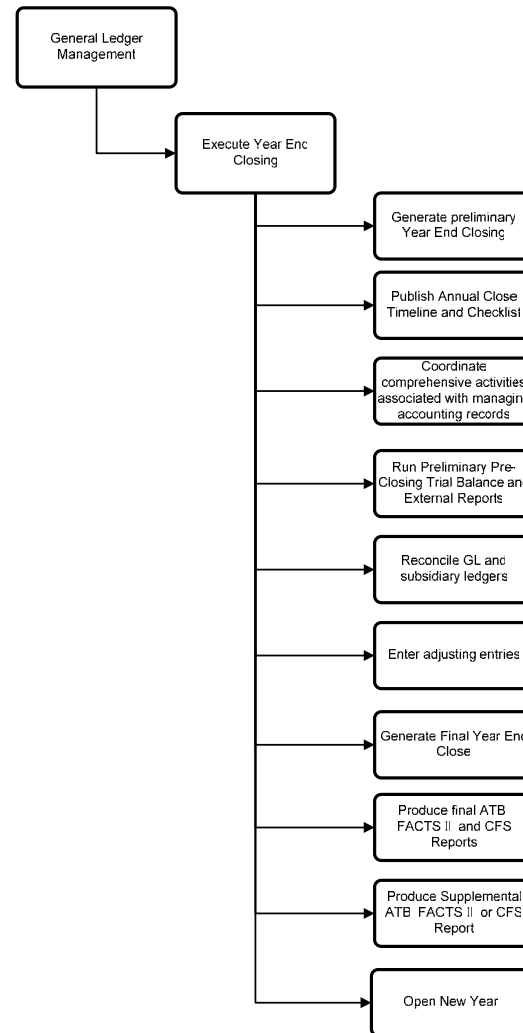 General Ledger
Management
Execute Year End
Closing
Generate preliminary
Year End Closing
Publish Annual Close
Timeline and Checklist
Coordinate
comprehensive activities
associated with managin
accounting records
Run Preliminary Pre-
Closing Trial Balance and
External Reports
Reconcile GL and
subsidiary ledgers
Enter adjusting entries
Generate Final Year End
Close
Produce final ATB
FACTS II and CFS
Reports
Produce Supplemental
ATB FACTS II or CFS
Report
Open New Year